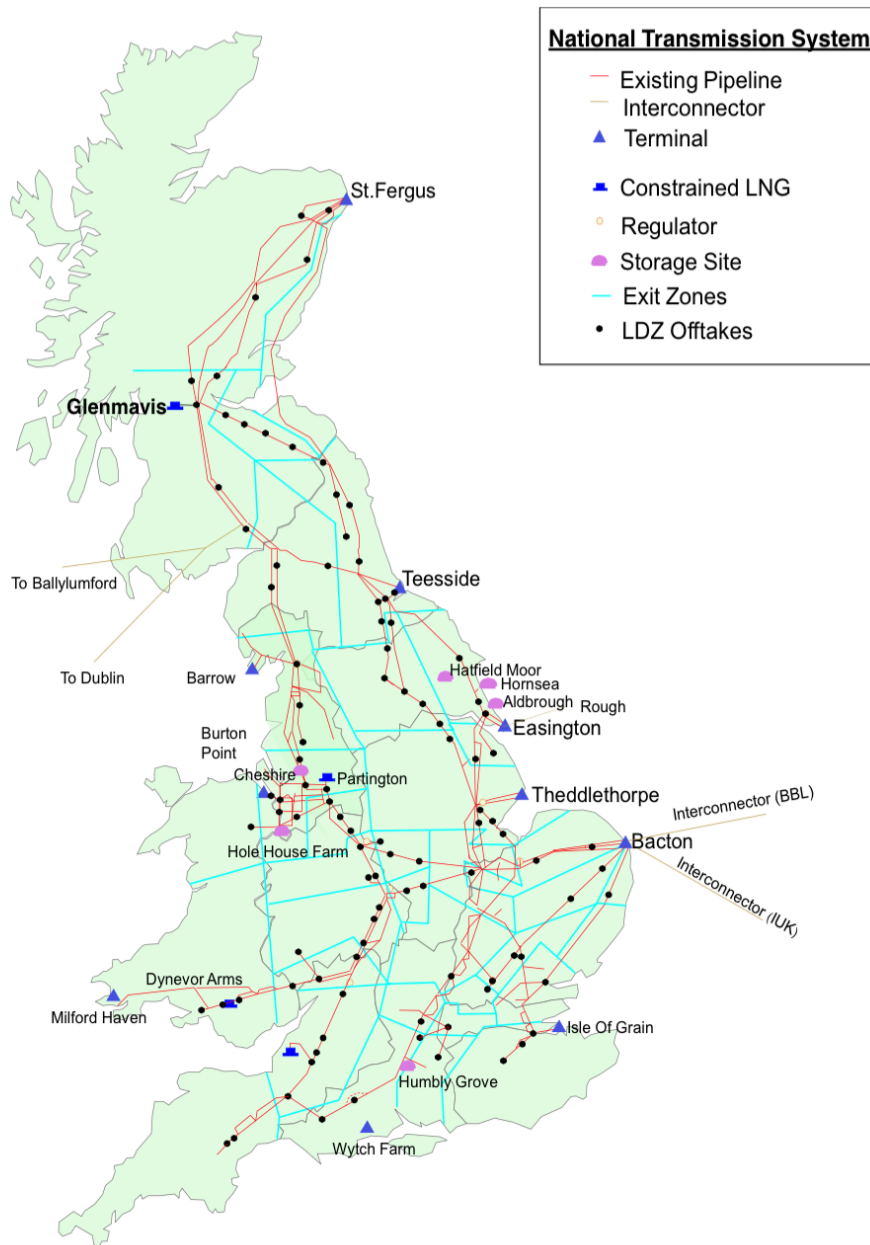 National Transmission System
Existing Pipeline
Interconnector
Terminal
Constrained LNG
Regulator
Storage Site
Exit Zones
LDZ Offtakes
St.Fergus
Glenmavis
To Ballylumford
Teesside
To Dublin
Barrow
Hatfield Moor
Hornsea
Aldbrough
Rough
Easington
Burton
Point
Cheshire
Partington
Theddlethorpe
Interconnector (BBL)
Bacton
Hole House Farm
Interconnector (IUK)
Dynevor Arms
Milford Haven
Isle Of Grain
Humbly Grove
Wytch Farm